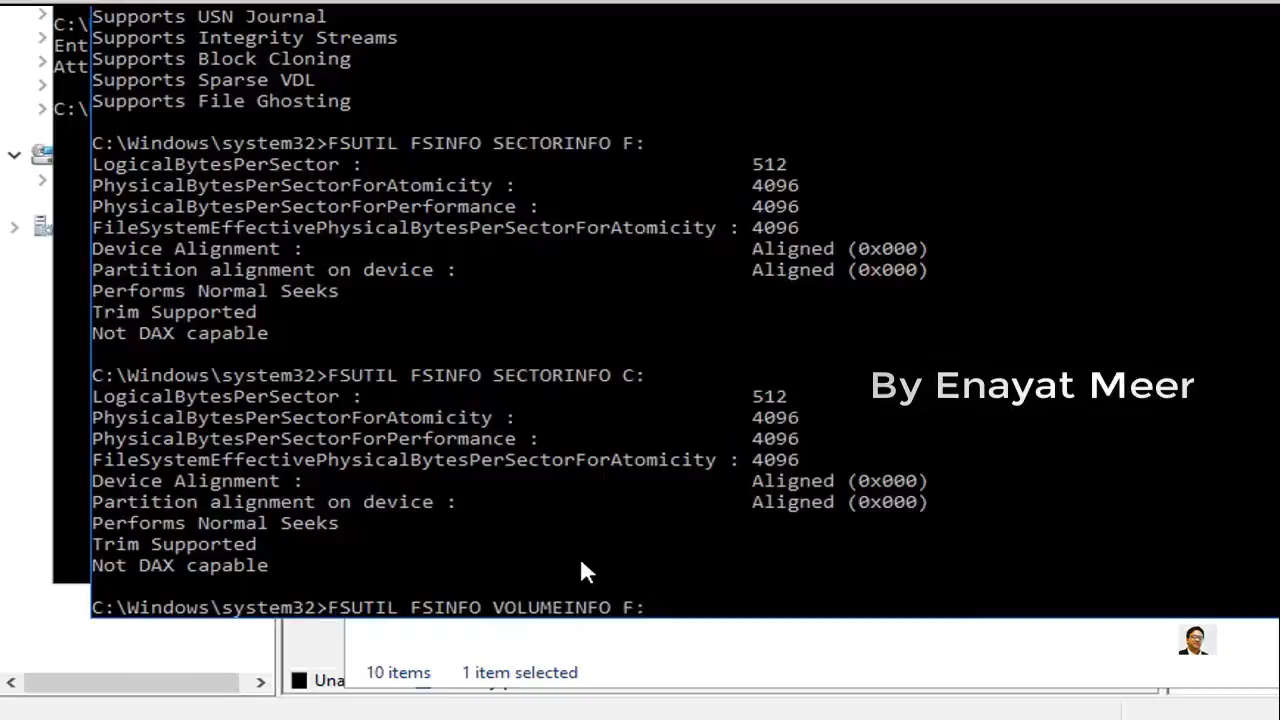 C:\
Ent
Att
C:\
Supports USN Journal
Supports Integrity Streams
Supports Block Cloning
Supports Sparse VDL
Supports File Ghosting
C:\Windows\system32>FSUTIL FSINFO SECTORINFO F:
LogicalBytesPerSector : 512
PhysicalBytesPerSectorForAtomicity : 4096
PhysicalBytesPerSectorForPerformance : 4096
FileSystemEffectivePhysicalBytesPerSectorForAtomicity : 4096
Device Alignment : Aligned (0x000)
Partition alignment on device : Aligned (0x000)
Performs Normal Seeks
Trim Supported
Not DAX capable
C:\Windows\system32>FSUTIL FSINFO SECTORINFO C:
LogicalBytesPerSector : 512
PhysicalBytesPerSectorForAtomicity : 4096
PhysicalBytesPerSectorForPerformance : 4096
FileSystemEffectivePhysicalBytesPerSectorForAtomicity : 4096
Device Alignment : Aligned (0x000)
Partition alignment on device : Aligned (0x000)
Performs Normal Seeks
Trim Supported
Not DAX capable
C:\Windows\system32>FSUTIL FSINFO VOLUMEINFO F:
By Enayat Meer
10 items 1 item selected
Una